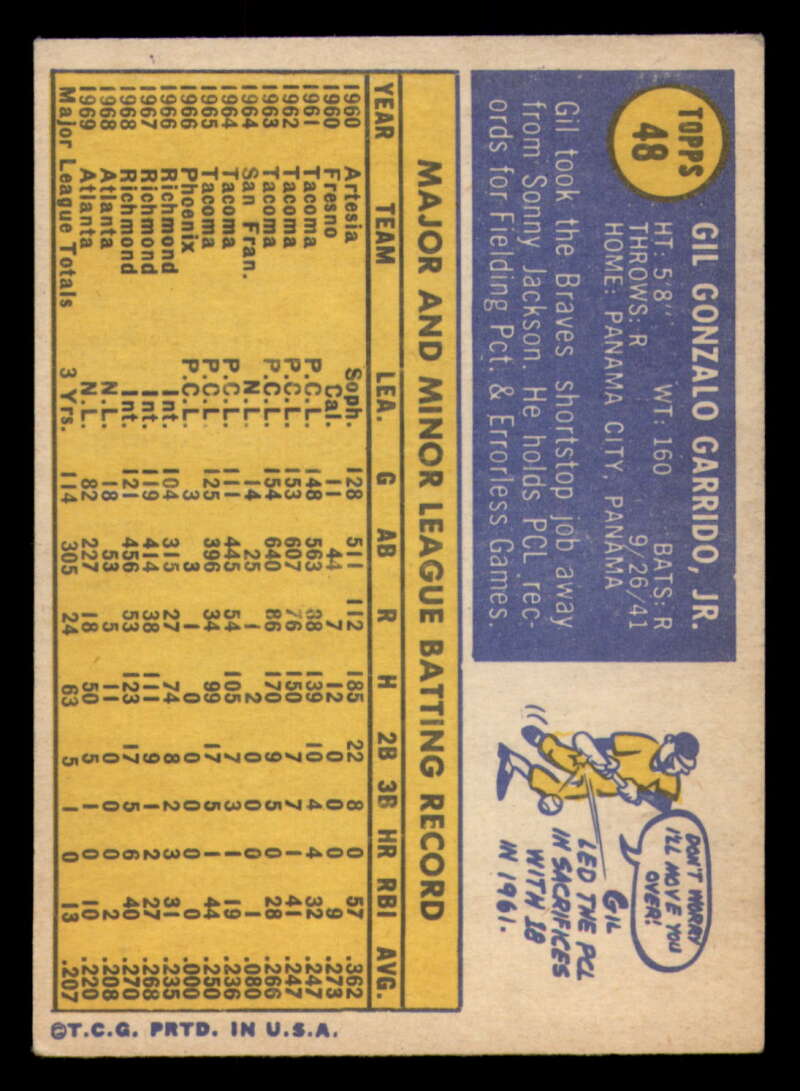 TOPPS
48
GIL GONZALO GARRIDO, JR.
HT: 5'8" WT: 160 BATS: R
THROWS: R 9/26/41
HOME: PANAMA CITY, PANAMA
Gil took the Braves shortstop job away
from Sonny Jackson. He holds PCL rec-
ords for Fielding Pct. & Errorless Games.
DON'T WORRY
I'LL MOVE YOU
OVER!
GIL
LED THE PCL
IN SACRIFICES
WITH 18
IN 1961.
MAJOR AND MINOR LEAGUE BATTING RECORD
YEAR TEAM LEA. G AB R H 2B 3B HR RBI AVG.
1960 Artesia Soph. 128 511 112 185 22 8 0 57 .362
1960 Fresno Cal. 11 44 7 12 0 0 0 9 .273
1961 Tacoma P.C.L. 148 563 88 139 10 4 4 32 .247
1962 Tacoma P.C.L. 153 607 76 150 7 7 1 41 .247
1963 Tacoma P.C.L. 154 640 86 170 9 5 0 28 .266
1964 San Fran. N.L. 14 25 1 2 0 0 0 1 .080
1964 Tacoma P.C.L. 111 445 54 105 7 3 1 19 .236
1965 Tacoma P.C.L. 125 396 34 99 17 5 1 44 .250
1966 Phoenix P.C.L. 3 3 1 0 0 0 0 0 .000
1966 Richmond Int. 104 315 27 74 8 2 3 31 .235
1967 Richmond Int. 119 414 38 111 9 1 2 27 .268
1968 Richmond Int. 121 456 53 123 17 5 6 40 .270
1968 Atlanta N.L. 18 53 5 11 0 0 0 2 .208
1969 Atlanta N.L. 82 227 18 50 5 1 0 10 .220
Major League Totals 3 Yrs. 114 305 24 63 5 1 0 13 .207
©T.C.G. PRTD. IN U.S.A.